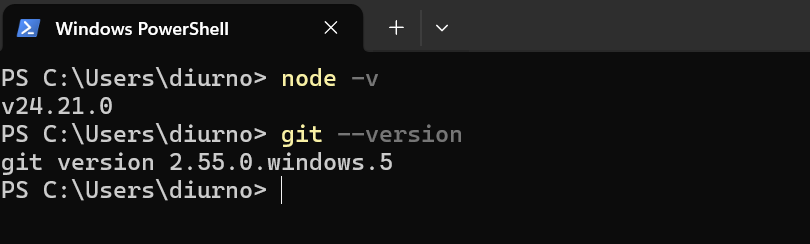 Windows PowerShell
PS C:\Users\diurno> node -v
v24.21.0
PS C:\Users\diurno> git --version
git version 2.55.0.windows.5
PS C:\Users\diurno>